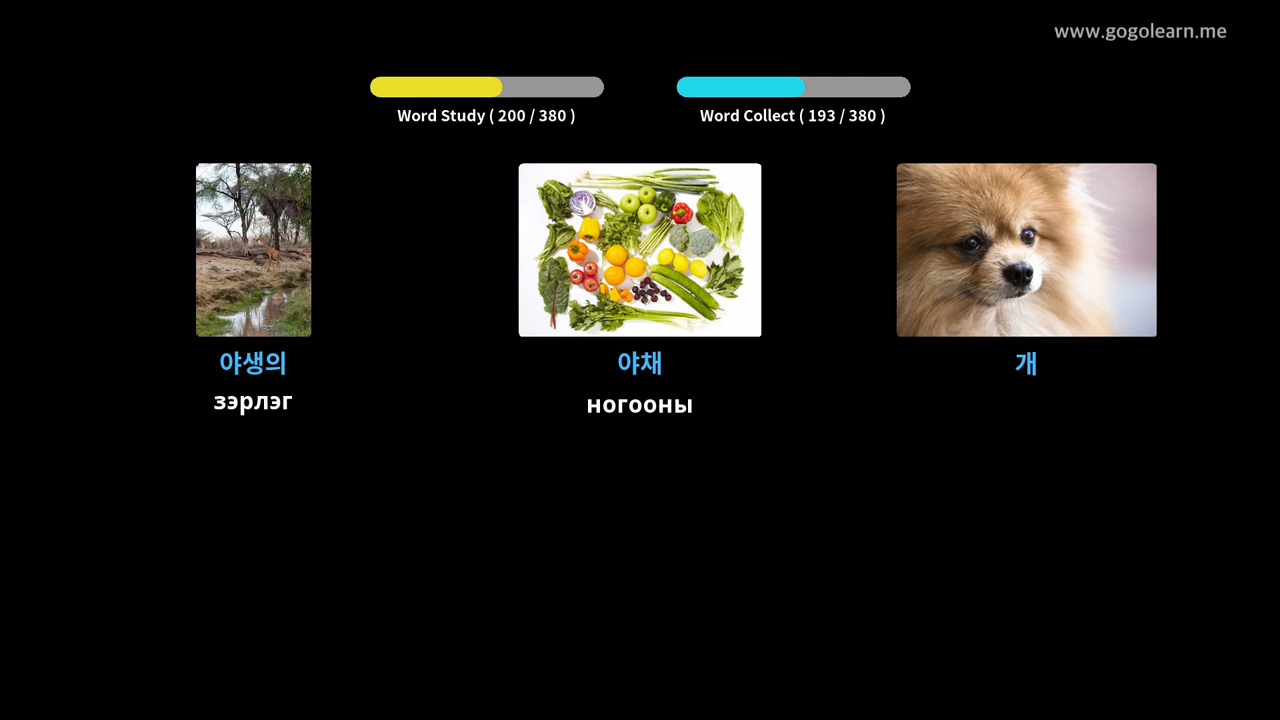 www.gogolearn.me
Word Study ( 200 / 380 )
Word Collect ( 193 / 380 )
야생의
야채
개
зэрлэг
ногооны